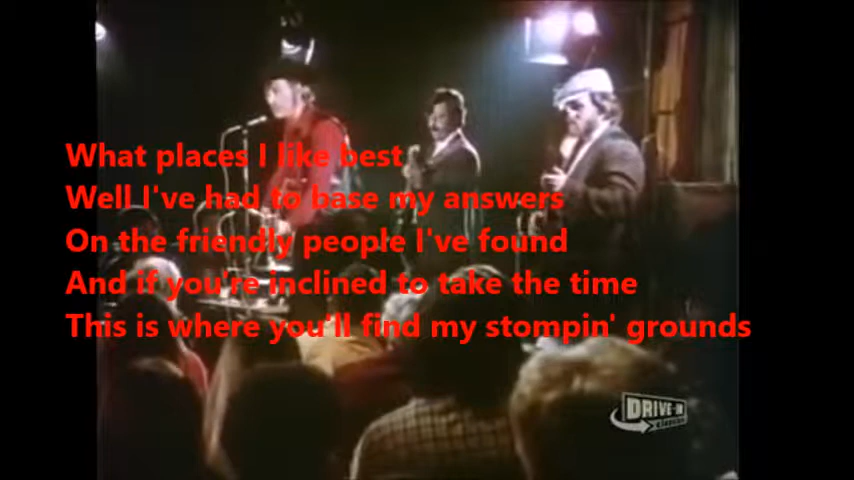 What places I like best
Well I've had to base my answers
On the friendly people I've found
And if you're inclined to take the time
This is where you'll find my stompin' grounds
DRIVE-IN
classics